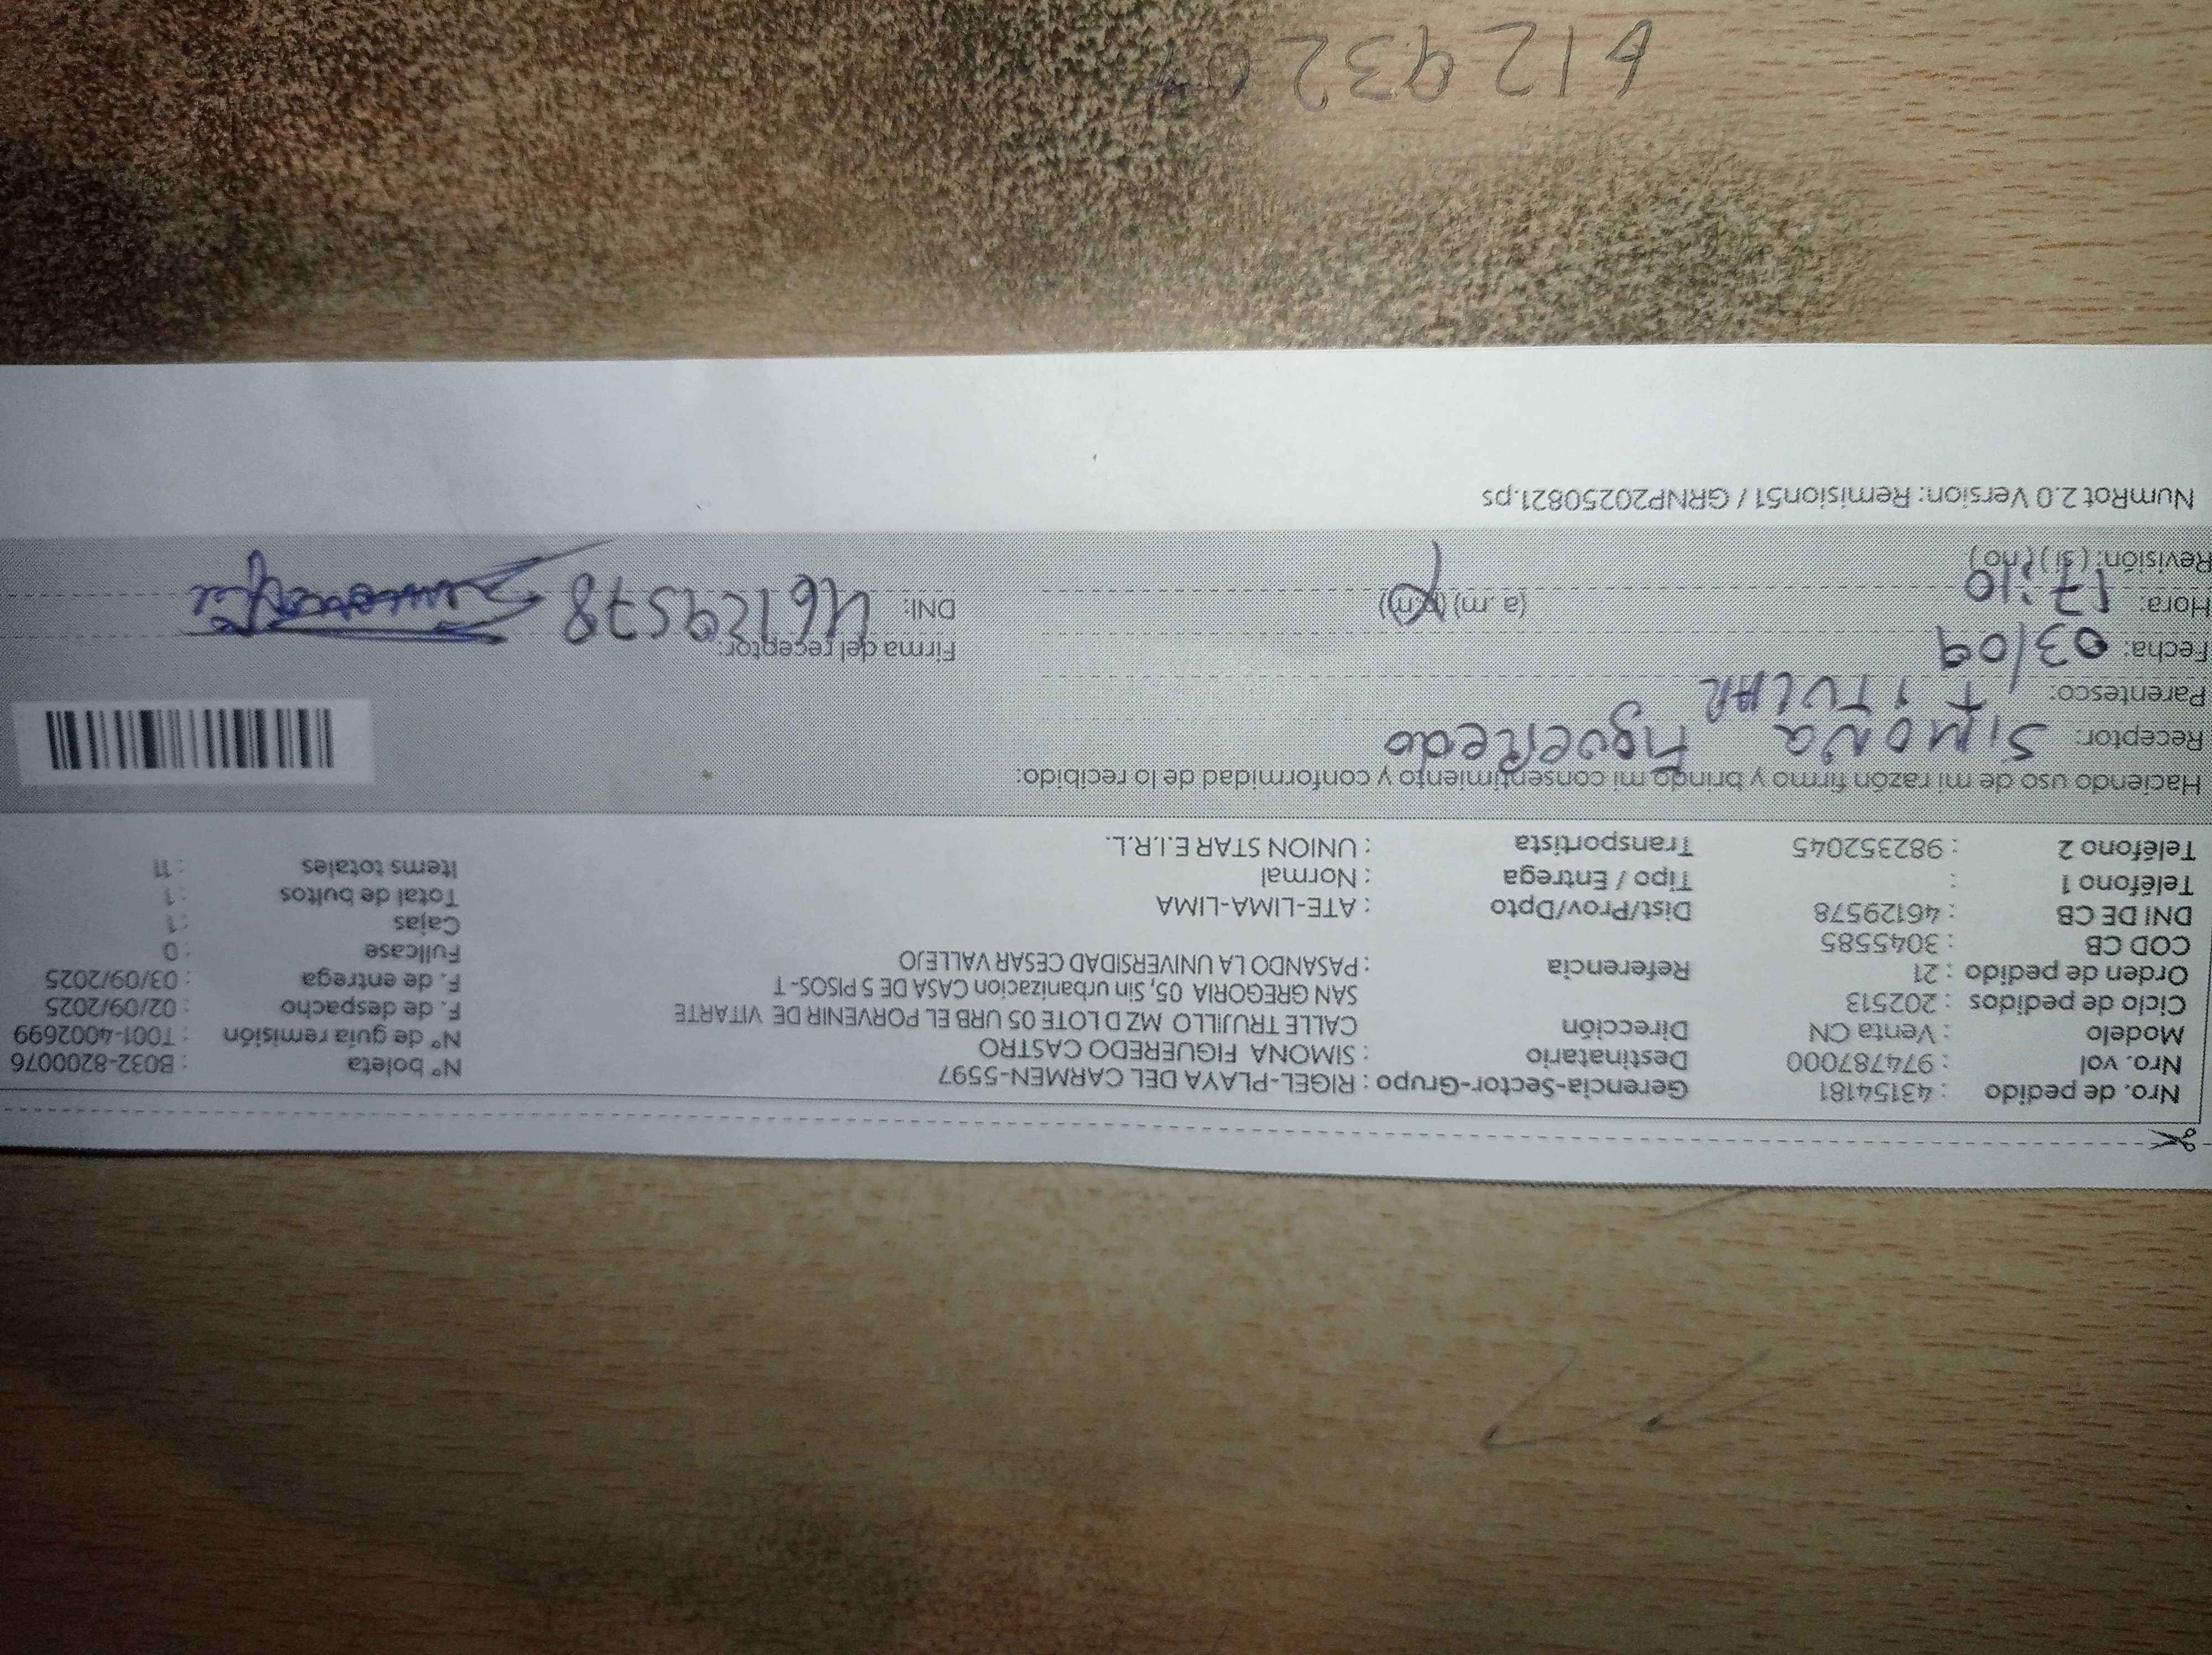 Nro. de pedido : 43154181 Gerencia-Sector-Grupo : RIGEL-PLAYA DEL CARMEN-5597 N° boleta : B032-8200076
Nro. vol : 974787000 Destinatario : SIMONA FIGUEREDO CASTRO N° de guía remisión : T001-4002699
Modelo : Venta CN Dirección CALLE TRUJILLO MZ D LOTE 05 URB EL PORVENIR DE VITARTE F. de despacho : 02/09/2025
Ciclo de pedidos : 202513 SAN GREGORIA 05, Sin urbanizacion CASA DE 5 PISOS-T F. de entrega : 03/09/2025
Orden de pedido : 21 Referencia : PASANDO LA UNIVERSIDAD CESAR VALLEJO Fullcase : 0
COD CB : 3045585 Cajas : 1
DNI DE CB : 46129578 Dist/Prov/Dpto : ATE-LIMA-LIMA Total de bultos : 1
Teléfono 1 : Tipo / Entrega : Normal Items totales : 11
Teléfono 2 : 982352045 Transportista : UNION STAR E.I.R.L.
Haciendo uso de mi razón firmo y brindo mi consentimiento y conformidad de lo recibido:
Receptor: SIMONA FIGUEREdo
Parentesco: TITULAR
Fecha: 03/09 Firma del receptor:
Hora: 17:10 (a .m) (p.m) DNI: 46129578
Revisión: (si) (no)
NumRot 2.0 Version: Remision51 / GRNP20250821.ps